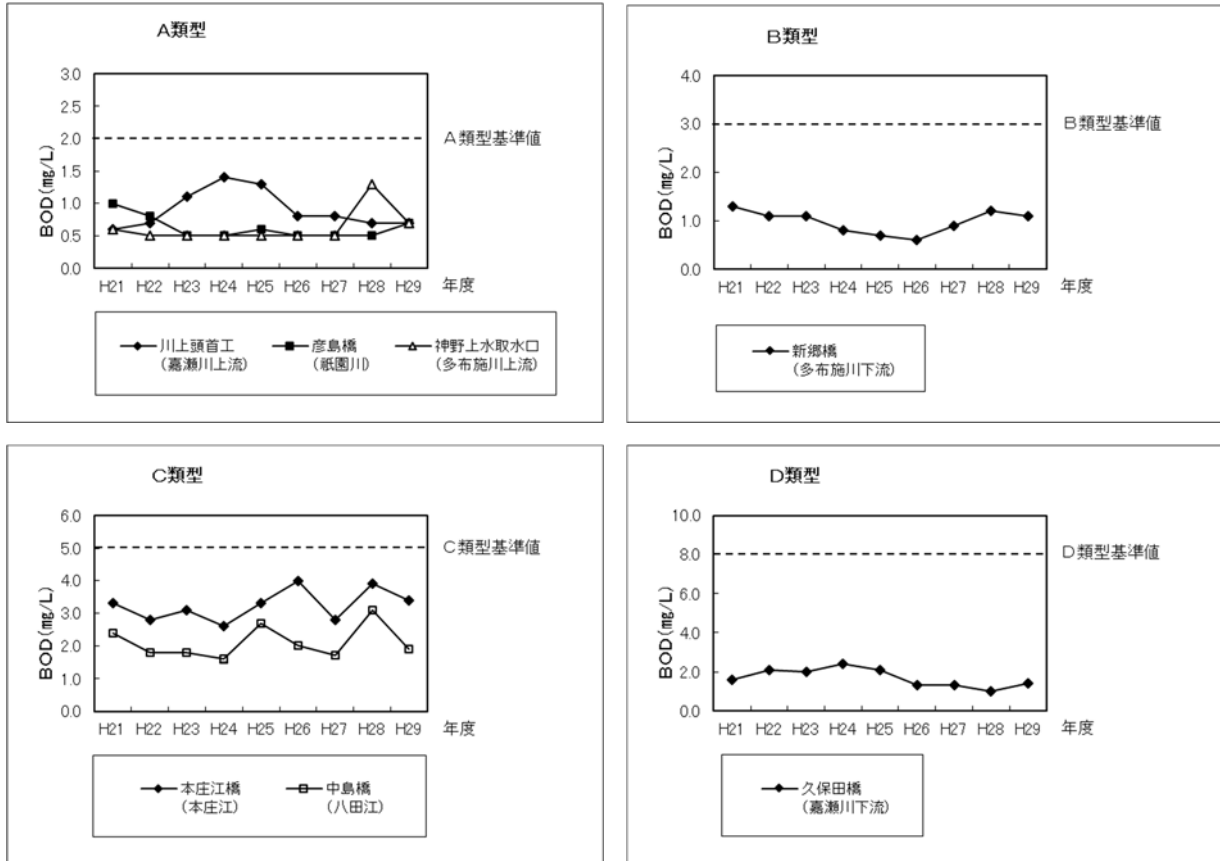 A類型
3.0
2.5
2.0
1.5
1.0
0.5
0.0
BOD(㎎/L)
A類型基準値
H21 H22 H23 H24 H25 H26 H27 H28 H29 年度
川上頭首工 彦島橋 神野上水取水口
(嘉瀬川上流) (祇園川) (多布施川上流)
B類型
4.0
3.0
2.0
1.0
0.0
BOD(㎎/L)
B類型基準値
H21 H22 H23 H24 H25 H26 H27 H28 H29 年度
新郷橋
(多布施川下流)
C類型
6.0
5.0
4.0
3.0
2.0
1.0
0.0
BOD(㎎/L)
C類型基準値
H21 H22 H23 H24 H25 H26 H27 H28 H29 年度
本庄江橋 中島橋
(本庄江) (八田江)
D類型
10.0
8.0
6.0
4.0
2.0
0.0
BOD(㎎/L)
D類型基準値
H21 H22 H23 H24 H25 H26 H27 H28 H29 年度
久保田橋
(嘉瀬川下流)